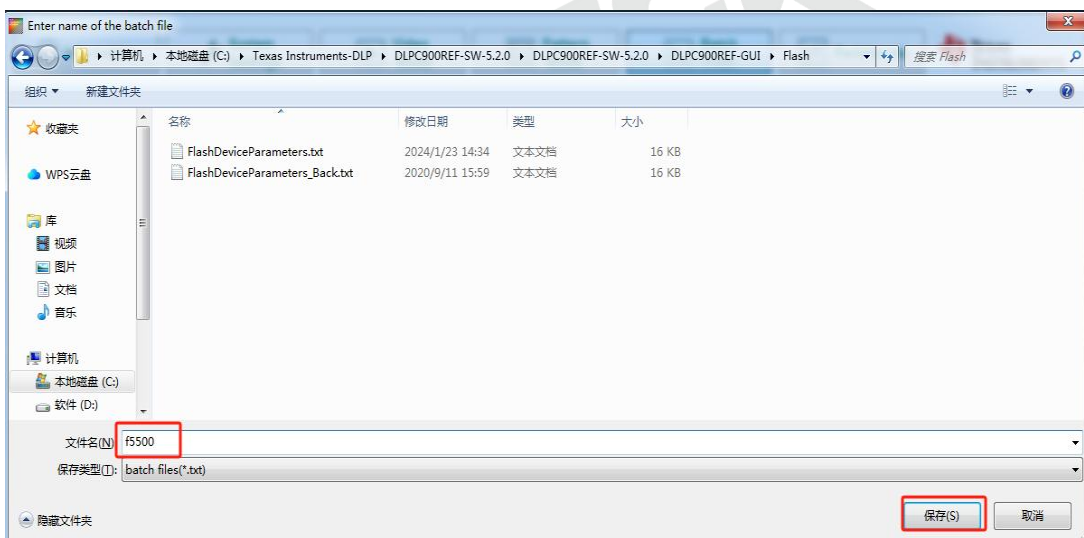 Enter name of the batch file
计算机 本地磁盘 (C:) Texas Instruments-DLP DLPC900REF-SW-5.2.0 DLPC900REF-SW-5.2.0 DLPC900REF-GUI Flash 搜索 Flash
组织 新建文件夹
名称 修改日期 类型 大小
收藏夹
FlashDeviceParameters.txt 2024/1/23 14:34 文本文档 16 KB
WPS云盘 FlashDeviceParameters_Back.txt 2020/9/11 15:59 文本文档 16 KB
库
视频
图片
文档
音乐
计算机
本地磁盘 (C:)
软件 (D:)
文件名(N) f5500
保存类型(T): batch files(*.txt)
隐藏文件夹 保存(S) 取消